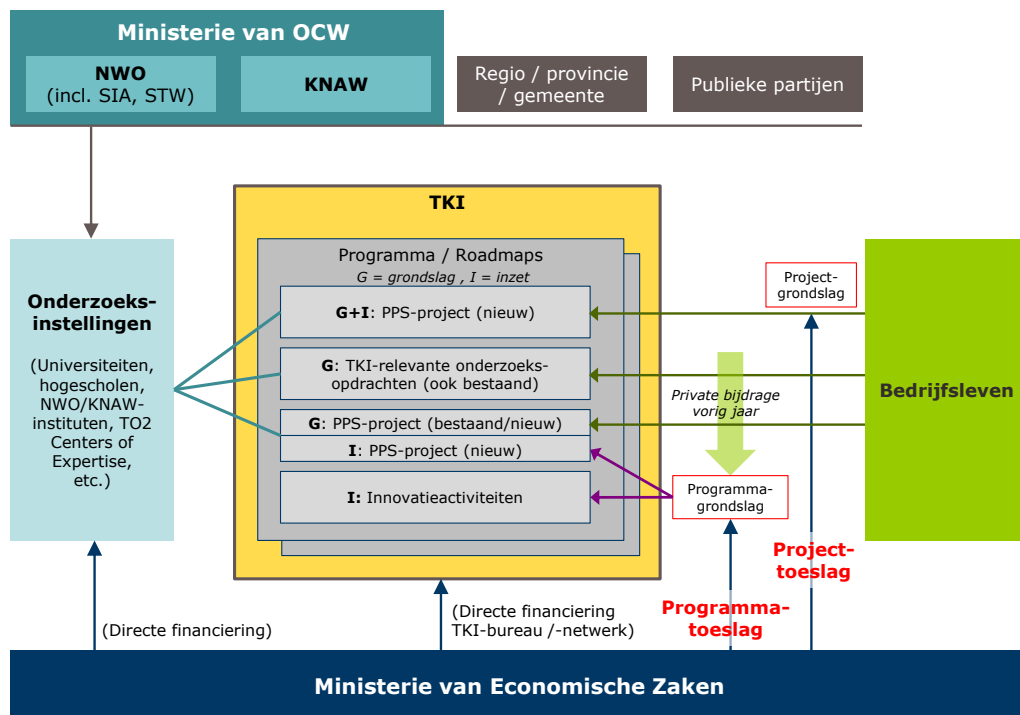 Ministerie van OCW
NWO
(incl. SIA, STW)
KNAW
Regio / provincie
/ gemeente
Publieke partijen
TKI
Programma / Roadmaps
G = grondslag , I = inzet
G+I: PPS-project (nieuw)
G: TKI-relevante onderzoeks-
opdrachten (ook bestaand)
G: PPS-project (bestaand/nieuw)
I: PPS-project (nieuw)
I: Innovatieactiviteiten
Onderzoeks-
instellingen
(Universiteiten,
hogescholen,
NWO/KNAW-
instituten, TO2
Centers of
Expertise,
etc.)
Project-
grondslag
Private bijdrage
vorig jaar
Programma-
grondslag
Bedrijfsleven
Project-
toeslag
Programma-
toeslag
(Directe financiering)
(Directe financiering
TKI-bureau /-netwerk)
Ministerie van Economische Zaken